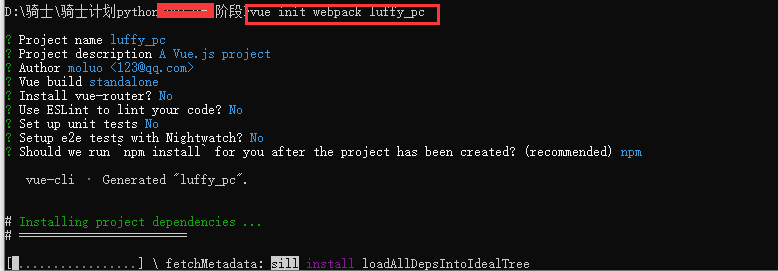 D:\骑士\骑士计划python 阶段>vue init webpack luffy_pc
? Project name luffy_pc
? Project description A Vue.js project
? Author moluo <123@qq.com>
? Vue build standalone
? Install vue-router? No
? Use ESLint to lint your code? No
? Set up unit tests No
? Setup e2e tests with Nightwatch? No
? Should we run `npm install` for you after the project has been created? (recommended) npm
vue-cli · Generated "luffy_pc".
# Installing project dependencies ...
# ========================
[ ................] \ fetchMetadata: sill install loadAllDepsIntoIdealTree